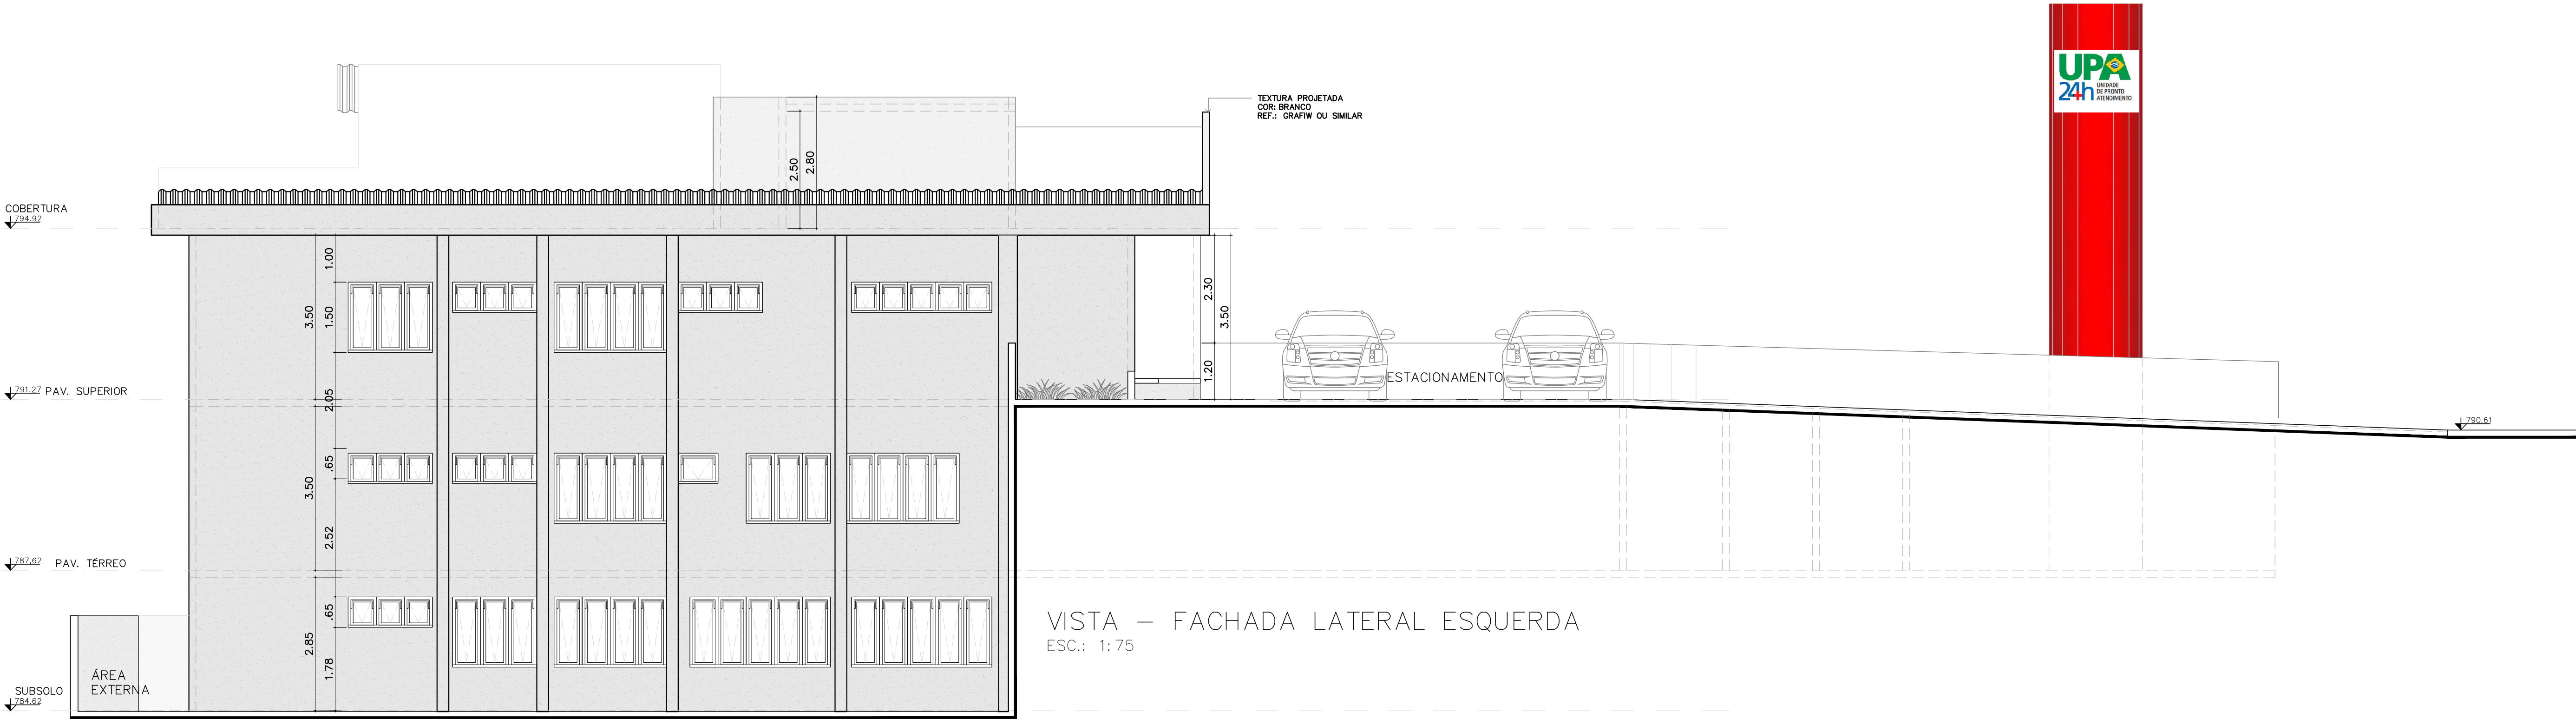 UPA
24h
UNIDADE
DE PRONTO
ATENDIMENTO
TEXTURA PROJETADA
COR: BRANCO
REF.: GRAFIW OU SIMILAR
2.50
2.80
COBERTURA
794.92
1.00
3.50
1.50
2.30
3.50
1.20
ESTACIONAMENTO
791.27 PAV. SUPERIOR
2.05
790.61
.65
3.50
2.52
787.62 PAV. TÉRREO
.65
2.85
1.78
VISTA – FACHADA LATERAL ESQUERDA
ESC.: 1:75
ÁREA
EXTERNA
SUBSOLO
784.62